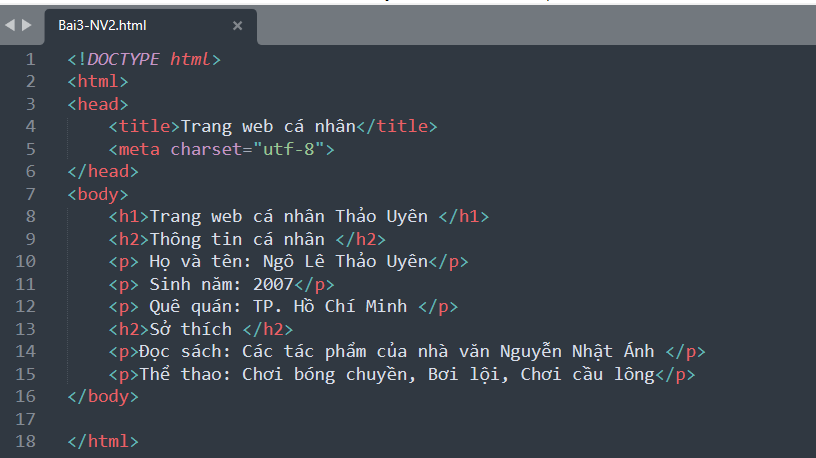 Bai3-NV2.html ×
1 <!DOCTYPE html>
2 <html>
3 <head>
4 <title>Trang web cá nhân</title>
5 <meta charset="utf-8">
6 </head>
7 <body>
8 <h1>Trang web cá nhân Thảo Uyên </h1>
9 <h2>Thông tin cá nhân </h2>
10 <p> Họ và tên: Ngô Lê Thảo Uyên</p>
11 <p> Sinh năm: 2007</p>
12 <p> Quê quán: TP. Hồ Chí Minh </p>
13 <h2>Sở thích </h2>
14 <p>Đọc sách: Các tác phẩm của nhà văn Nguyễn Nhật Ánh </p>
15 <p>Thể thao: Chơi bóng chuyền, Bơi lội, Chơi cầu lông</p>
16 </body>
17
18 </html>